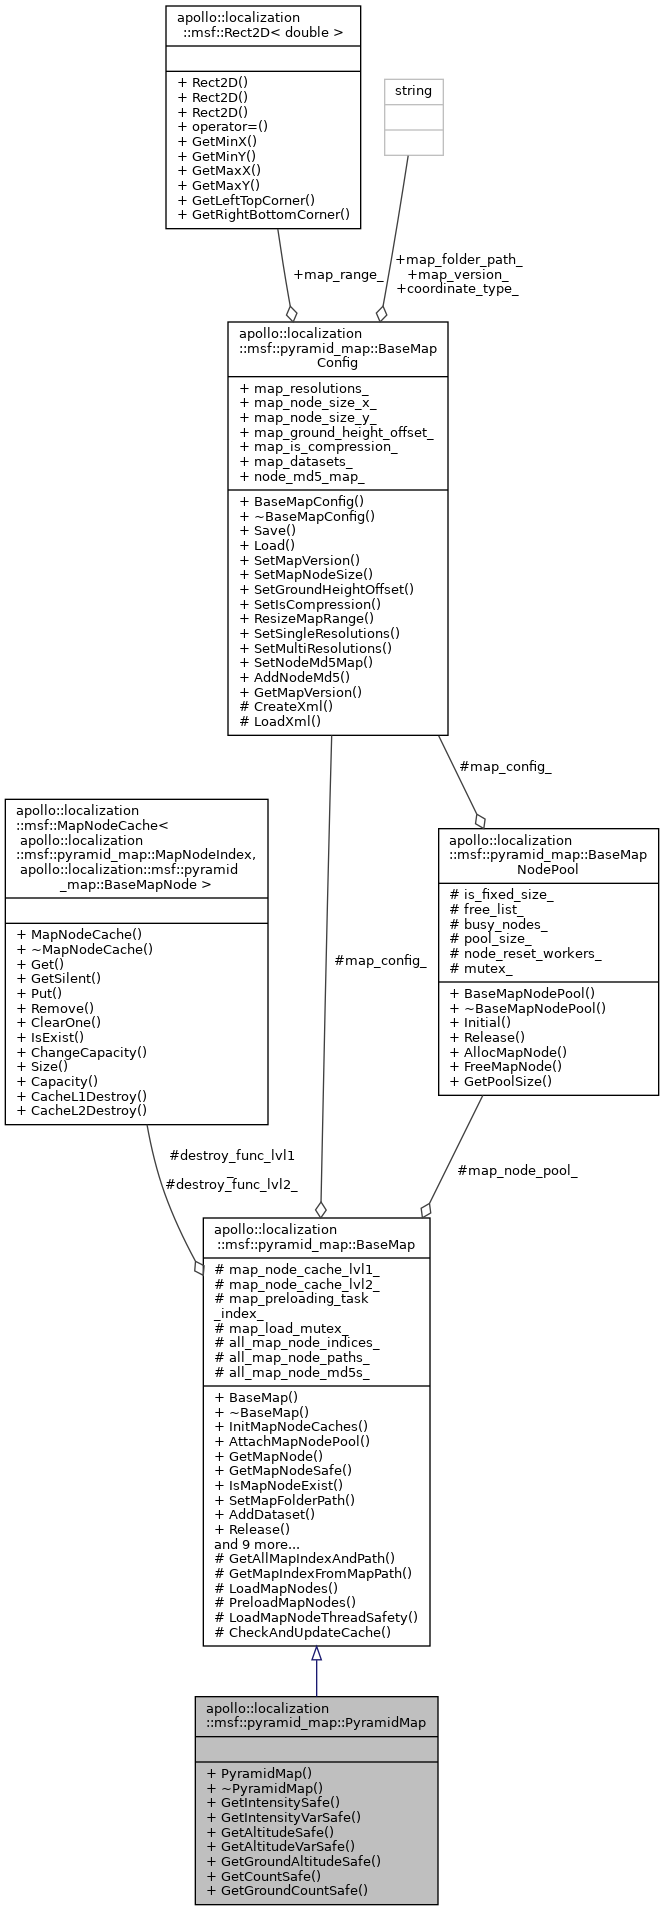 apollo::localization
::msf::Rect2D< double >
+ Rect2D()
+ Rect2D()
+ Rect2D()
+ operator=()
+ GetMinX()
+ GetMinY()
+ GetMaxX()
+ GetMaxY()
+ GetLeftTopCorner()
+ GetRightBottomCorner()
string
+map_range_
+map_folder_path_
+map_version_
+coordinate_type_
apollo::localization
::msf::pyramid_map::BaseMap
Config
+ map_resolutions_
+ map_node_size_x_
+ map_node_size_y_
+ map_ground_height_offset_
+ map_is_compression_
+ map_datasets_
+ node_md5_map_
+ BaseMapConfig()
+ ~BaseMapConfig()
+ Save()
+ Load()
+ SetMapVersion()
+ SetMapNodeSize()
+ SetGroundHeightOffset()
+ SetIsCompression()
+ ResizeMapRange()
+ SetSingleResolutions()
+ SetMultiResolutions()
+ SetNodeMd5Map()
+ AddNodeMd5()
+ GetMapVersion()
# CreateXml()
# LoadXml()
#map_config_
apollo::localization
::msf::MapNodeCache<
apollo::localization
::msf::pyramid_map::MapNodeIndex,
apollo::localization::msf::pyramid
_map::BaseMapNode >
+ MapNodeCache()
+ ~MapNodeCache()
+ Get()
+ GetSilent()
+ Put()
+ Remove()
+ ClearOne()
+ IsExist()
+ ChangeCapacity()
+ Size()
+ Capacity()
+ CacheL1Destroy()
+ CacheL2Destroy()
#map_config_
apollo::localization
::msf::pyramid_map::BaseMap
NodePool
# is_fixed_size_
# free_list_
# busy_nodes_
# pool_size_
# node_reset_workers_
# mutex_
+ BaseMapNodePool()
+ ~BaseMapNodePool()
+ Initial()
+ Release()
+ AllocMapNode()
+ FreeMapNode()
+ GetPoolSize()
#destroy_func_lvl1
_
#destroy_func_lvl2_
#map_node_pool_
apollo::localization
::msf::pyramid_map::BaseMap
# map_node_cache_lvl1_
# map_node_cache_lvl2_
# map_preloading_task
_index_
# map_load_mutex_
# all_map_node_indices_
# all_map_node_paths_
# all_map_node_md5s_
+ BaseMap()
+ ~BaseMap()
+ InitMapNodeCaches()
+ AttachMapNodePool()
+ GetMapNode()
+ GetMapNodeSafe()
+ IsMapNodeExist()
+ SetMapFolderPath()
+ AddDataset()
+ Release()
and 9 more...
# GetAllMapIndexAndPath()
# GetMapIndexFromMapPath()
# LoadMapNodes()
# PreloadMapNodes()
# LoadMapNodeThreadSafety()
# CheckAndUpdateCache()
apollo::localization
::msf::pyramid_map::PyramidMap
+ PyramidMap()
+ ~PyramidMap()
+ GetIntensitySafe()
+ GetIntensityVarSafe()
+ GetAltitudeSafe()
+ GetAltitudeVarSafe()
+ GetGroundAltitudeSafe()
+ GetCountSafe()
+ GetGroundCountSafe()